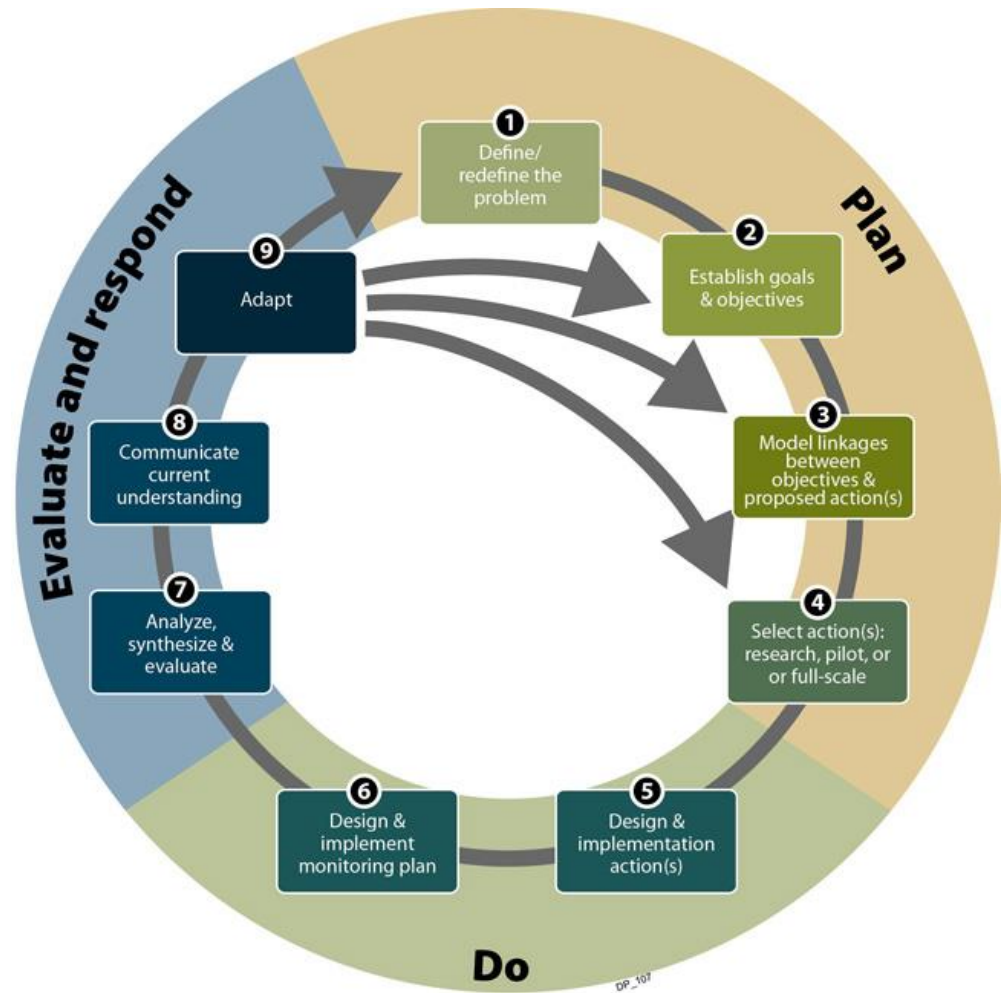 1
Define/
redefine the
problem
2
Establish goals
& objectives
3
Model linkages
between
objectives &
proposed action(s)
4
Select action(s):
research, pilot, or
or full-scale
5
Design &
implementation
action(s)
6
Design &
implement
monitoring plan
7
Analyze,
synthesize &
evaluate
8
Communicate
current
understanding
9
Adapt
Plan
Do
Evaluate and respond
DP_107